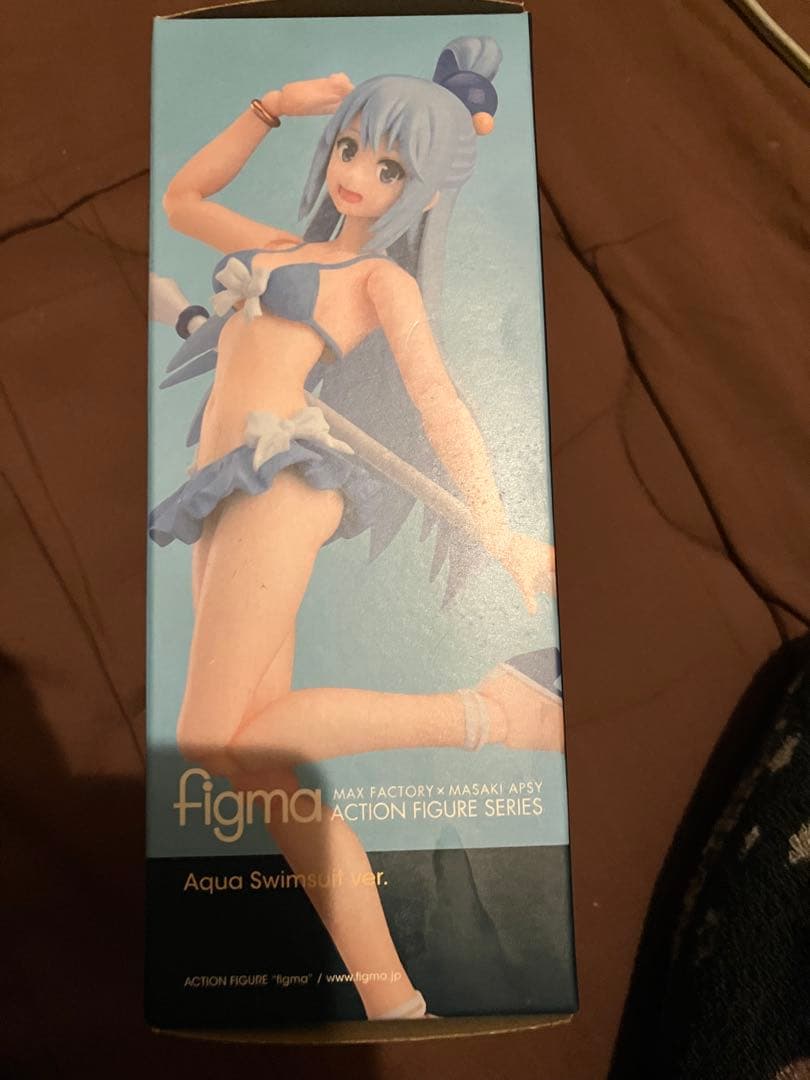 figma
MAX FACTORY × MASAKI APSY
ACTION FIGURE SERIES
Aqua Swimsuit ver.
ACTION FIGURE "figma" / www.figma.jp